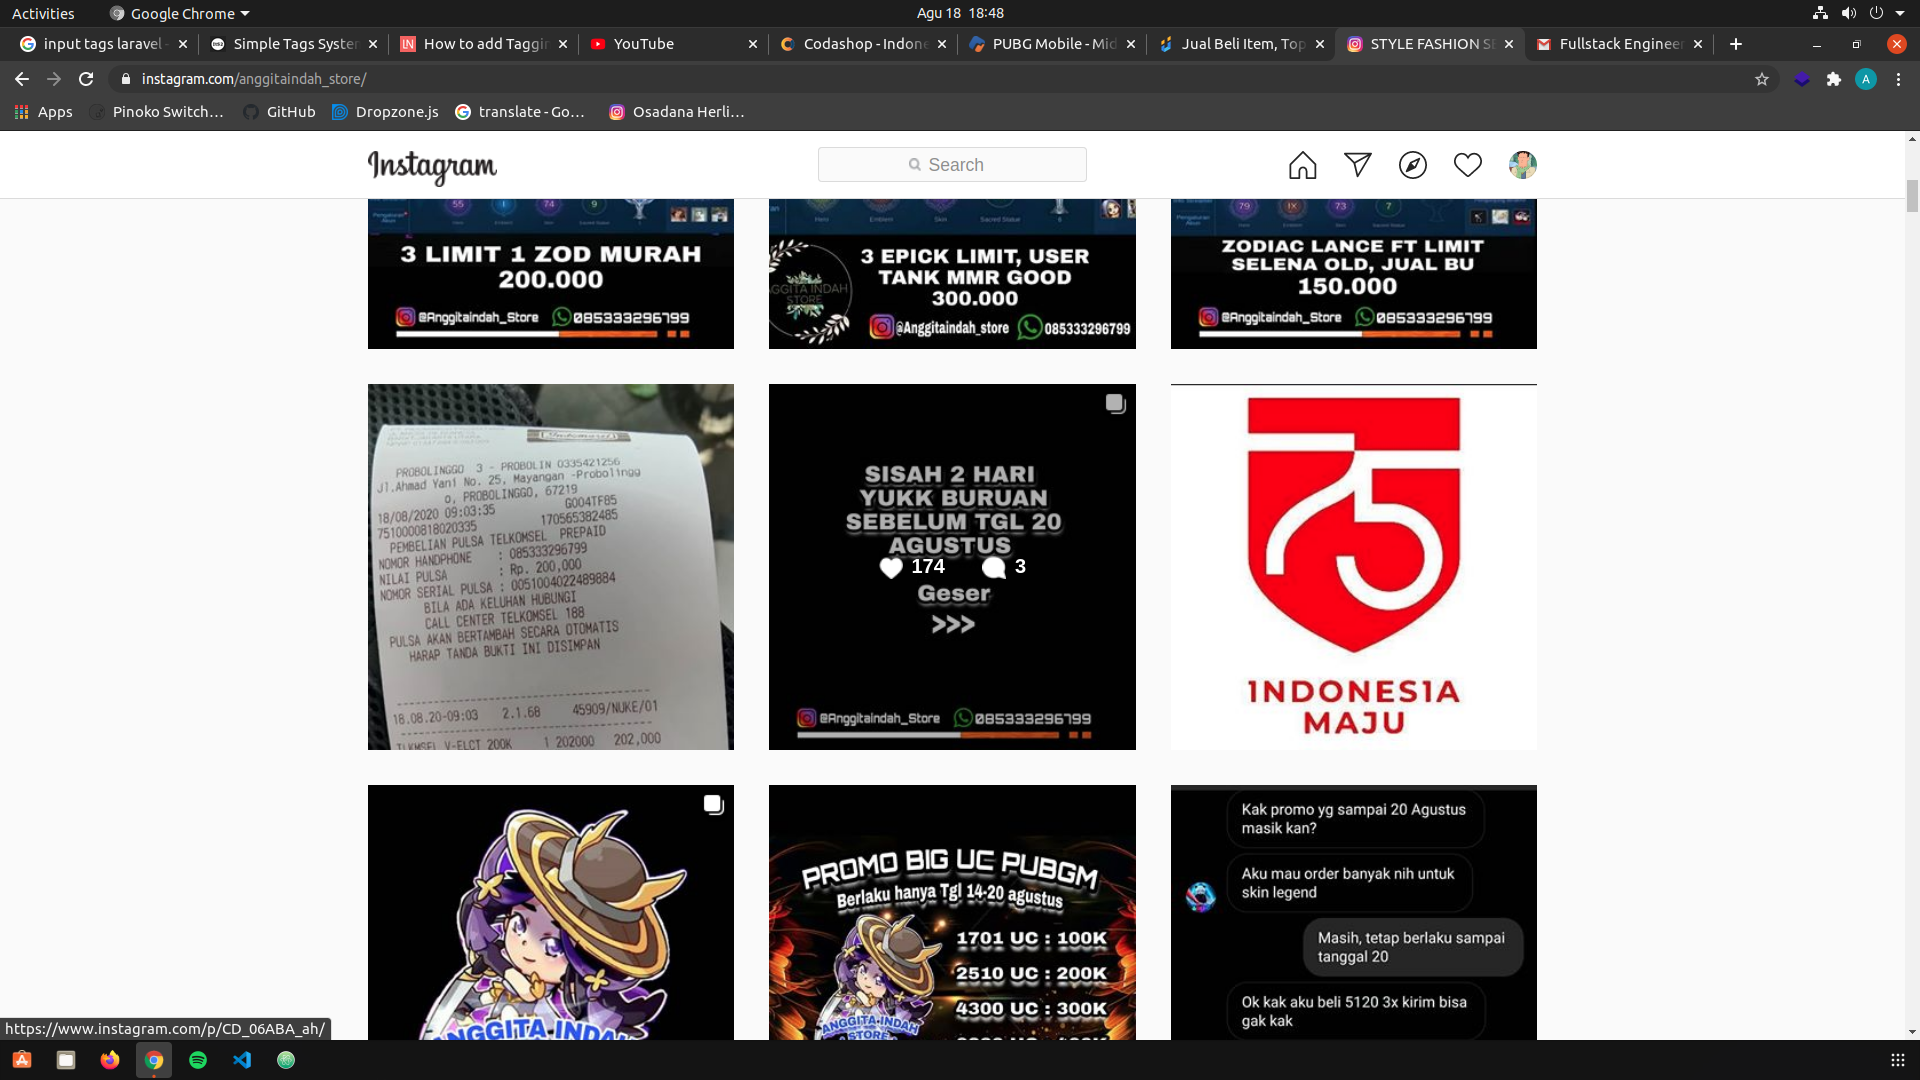 Activities
Google Chrome
Agu 18 18:48
input tags laravel
Simple Tags Syste
How to add Taggi
YouTube
Codashop - Indon
PUBG Mobile - Mi
Jual Beli Item, Top
STYLE FASHION S
Fullstack Enginee
instagram.com/anggitaindah_store/
A
Apps
Pinoko Switch...
GitHub
Dropzone.js
translate - Go...
Osadana Herli...
Instagram
Search
3 LIMIT 1 ZOD MURAH
200.000
@Anggitaindah_Store 085333296799
3 EPICK LIMIT, USER
TANK MMR GOOD
300.000
@Anggitaindah_store 085333296799
ZODIAC LANCE FT LIMIT
SELENA OLD, JUAL BU
150.000
@Anggitaindah_Store 085333296799
PROBOLINGGO 3 - PROBOLIN 0335421256
Jl.Ahmad Yani No. 25, Mayangan -Probolingg
o, PROBOLINGGO, 67219
18/08/2020 09:03:35 G004TF85
7510000818020335 170565382485
PEMBELIAN PULSA TELKOMSEL PREPAID
NOMOR HANDPHONE : 085333296799
NILAI PULSA : Rp. 200,000
NOMOR SERIAL PULSA : 0051004022489884
BILA ADA KELUHAN HUBUNGI
CALL CENTER TELKOMSEL 188
PULSA AKAN BERTAMBAH SECARA OTOMATIS
HARAP TANDA BUKTI INI DISIMPAN
18.08.20-09:03 2.1.68 45909/NUKE/01
TLKMSEL V-ELCT 200K 1 202000 202,000
SISAH 2 HARI
YUKK BURUAN
SEBELUM TGL 20
AGUSTUS
174 3
Geser
>>>
@Anggitaindah_Store 085333296799
75
INDONESIA
MAJU
ANGGITA INDAH
PROMO BIG UC PUBGM
Berlaku hanya Tgl 14-20 agustus
1701 UC : 100K
2510 UC : 200K
4300 UC : 300K
ANGGITA INDAH
STORE
Kak promo yg sampai 20 Agustus
masik kan?
Aku mau order banyak nih untuk
skin legend
Masih, tetap berlaku sampai
tanggal 20
Ok kak aku beli 5120 3x kirim bisa
gak kak
https://www.instagram.com/p/CD_06ABA_ah/